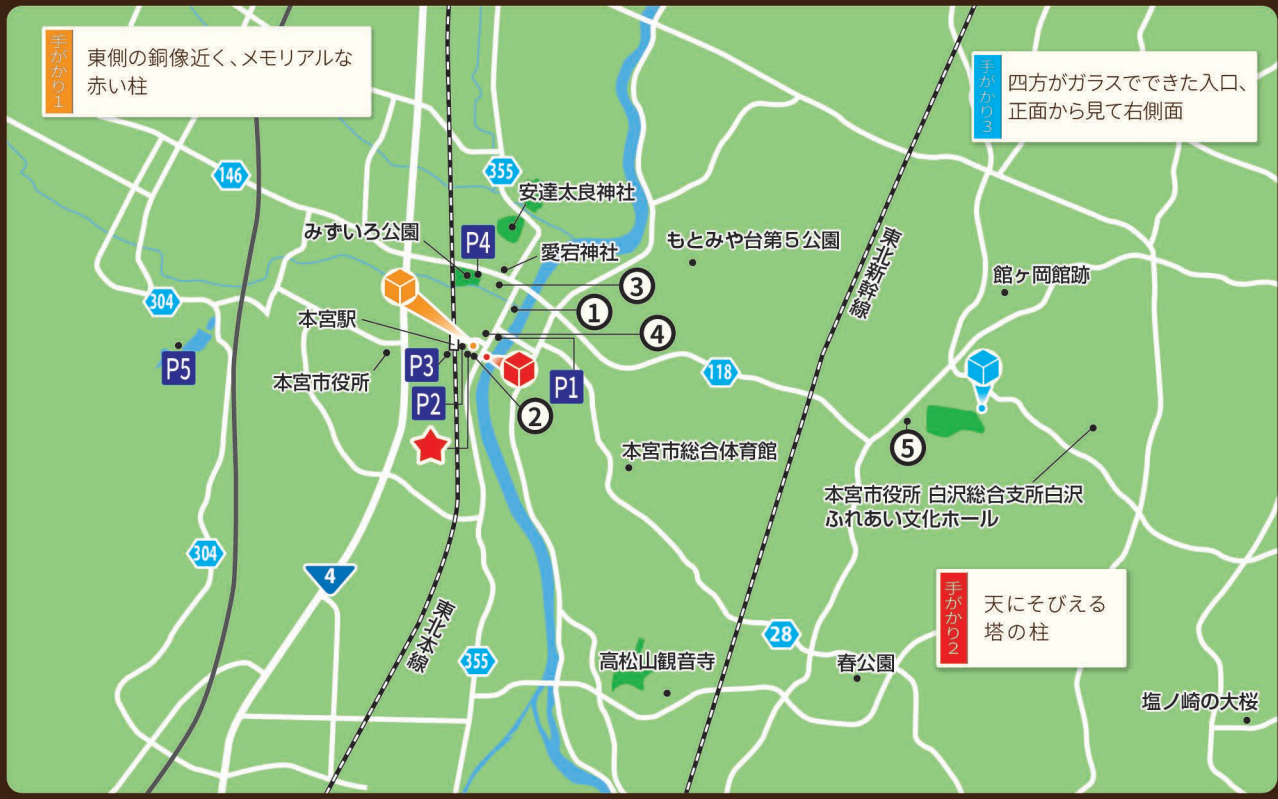 手がかり1
東側の銅像近く、メモリアルな
赤い柱
手がかり3
四方がガラスでできた入口、
正面から見て右側面
146
355
安達太良神社
みずいろ公園
P4
愛宕神社
もとみや台第5公園
東北新幹線
館ヶ岡館跡
③
304
①
本宮駅
④
P5
本宮市役所
P3
P1
118
P2
②
⑤
本宮市総合体育館
本宮市役所 白沢総合支所白沢
ふれあい文化ホール
304
4
手がかり2
天にそびえる
塔の柱
東北本線
28
355
高松山観音寺
春公園
塩ノ崎の大桜